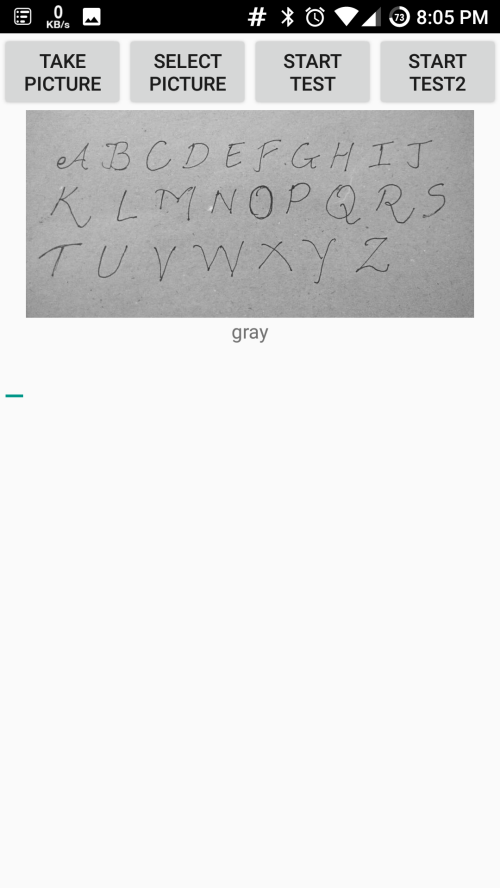 0 KB/s # 73 8:05 PM
TAKE PICTURE SELECT PICTURE START TEST START TEST2
A B C D E F G H I J
K L M N O P Q R S
T U V W X Y Z
gray